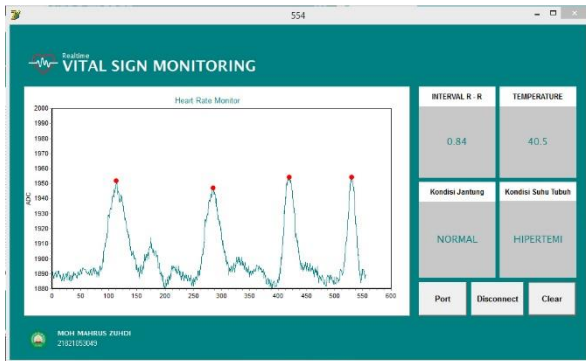 554
Realtime
VITAL SIGN MONITORING
Heart Rate Monitor
2000
1990
1980
1970
1960
1950
1940
1930
1920
1910
1900
1890
1880
ADC
0 50 100 150 200 250 300 350 400 450 500 550 600
INTERVAL R - R
TEMPERATURE
0.84
40.5
Kondisi Jantung
Kondisi Suhu Tubuh
NORMAL
HIPERTEMI
Port
Disconnect
Clear
MOH MAHRUS ZUHDI
21821053049